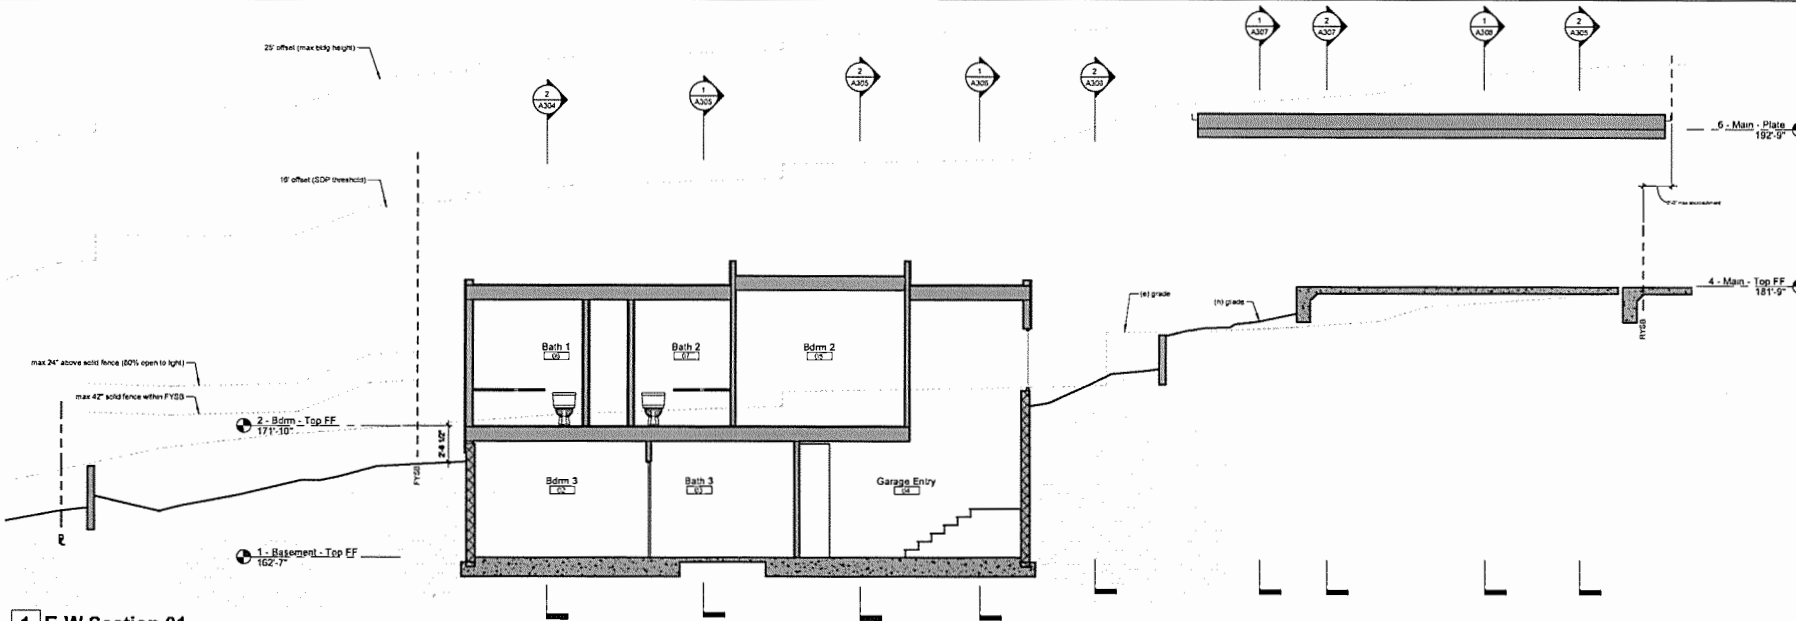 25' offset (max bldg height)
2
A304
1
A305
2
A305
1
A306
2
A306
1
A307
2
A307
1
A308
2
A305
6 - Main - Plate
192'-9"
16' offset (SDP threshold)
max encroachment
4 - Main - Top FF
181'-9"
(e) grade
(n) grade
RYSB
Bath 1
06
Bath 2
07
Bdrm 2
05
max 24" above solid fence (80% open to light)
max 42" solid fence within FYSB
2 - Bdrm - Top FF
171'-10"
2'-8 1/2"
FYSB
Bdrm 3
02
Bath 3
03
Garage Entry
04
1 - Basement - Top FF
162'-7"
1 E-W Section 01